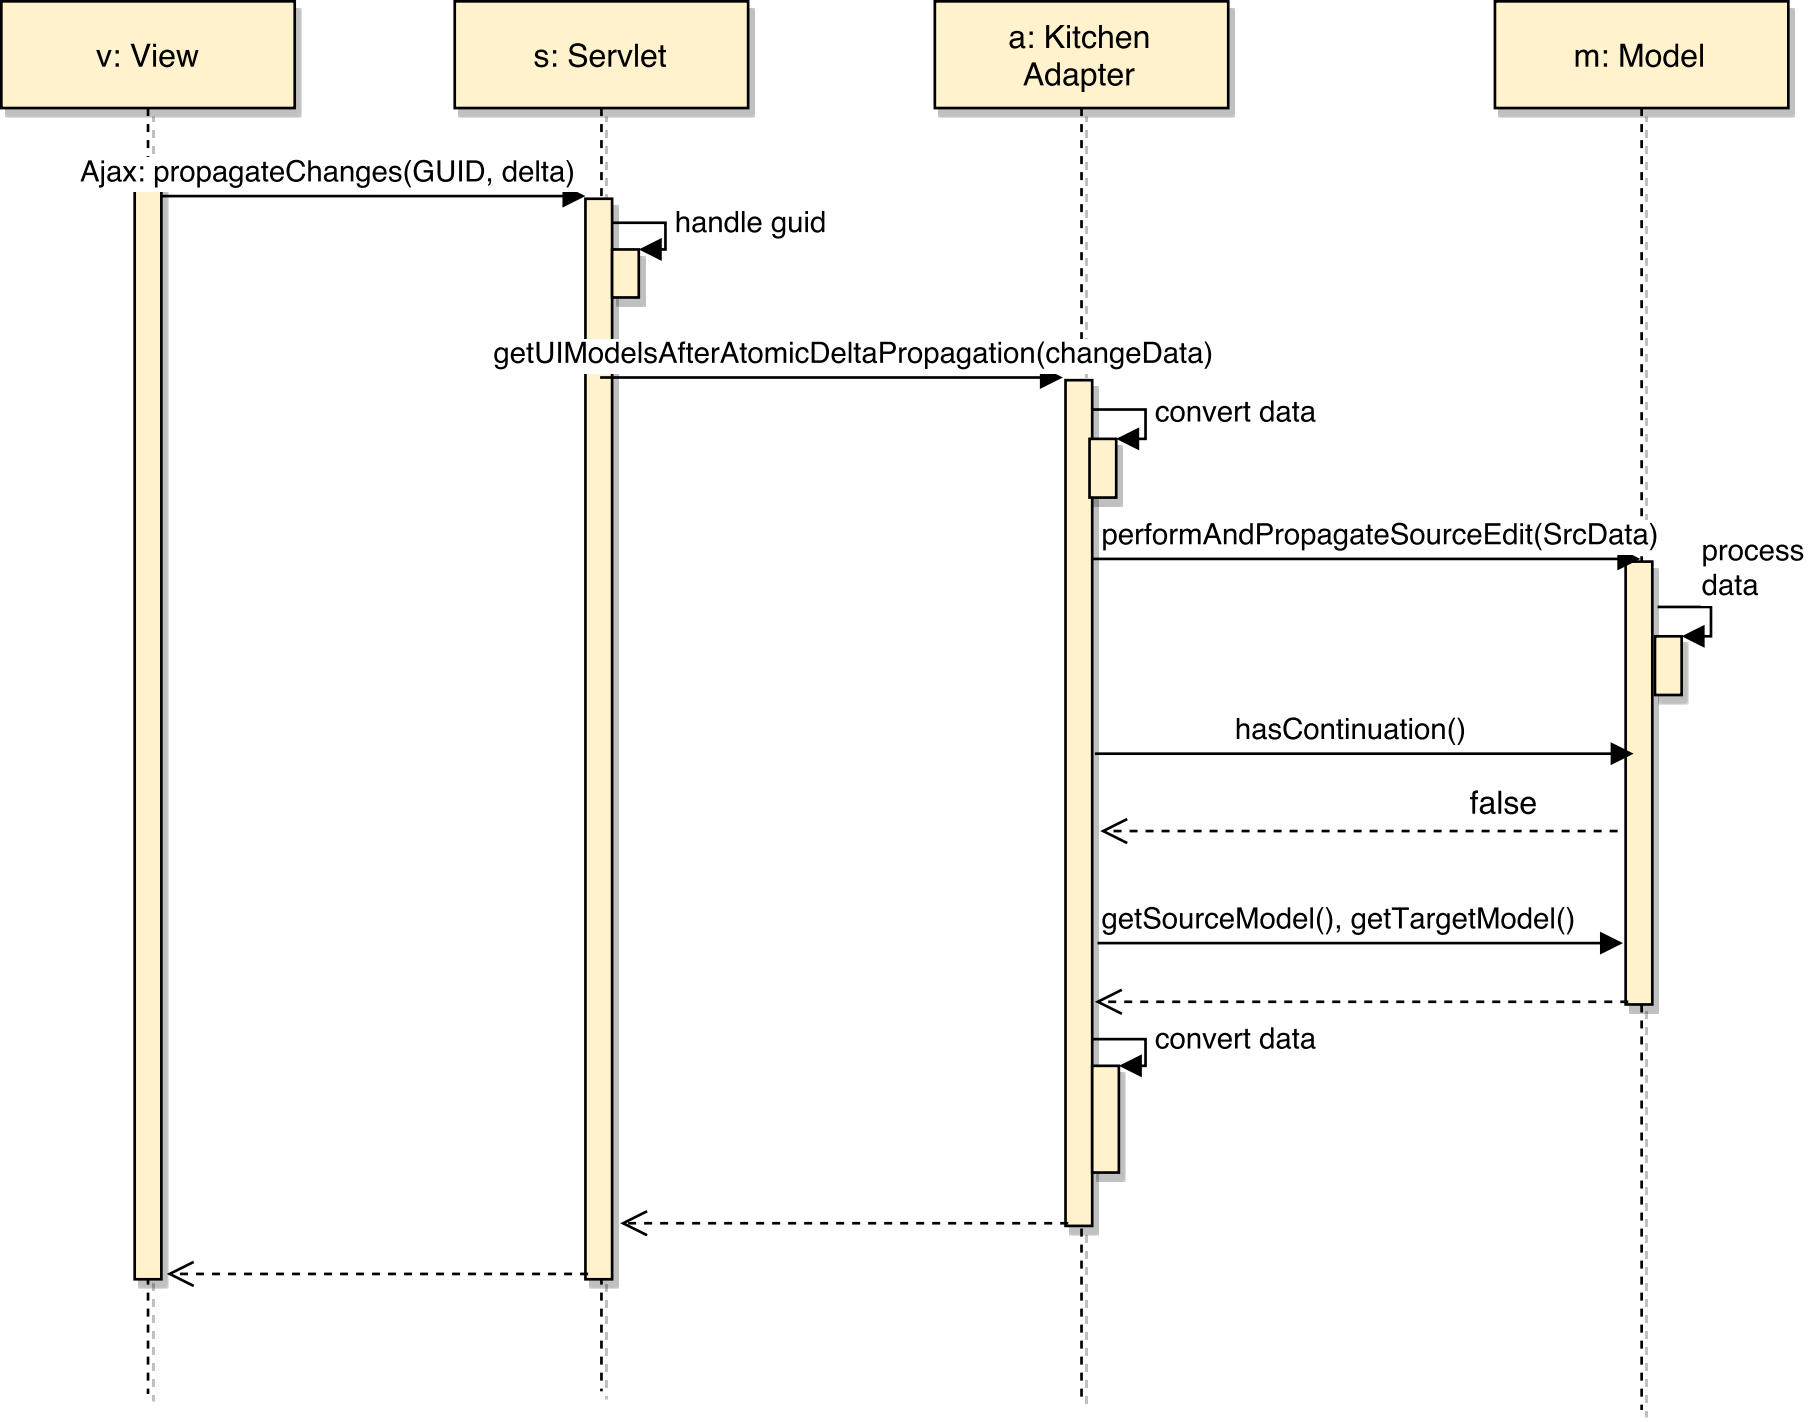 v: View
s: Servlet
a: Kitchen
Adapter
m: Model
Ajax: propagateChanges(GUID, delta)
handle guid
getUIModelsAfterAtomicDeltaPropagation(changeData)
convert data
performAndPropagateSourceEdit(SrcData)
process
data
hasContinuation()
false
getSourceModel(), getTargetModel()
convert data